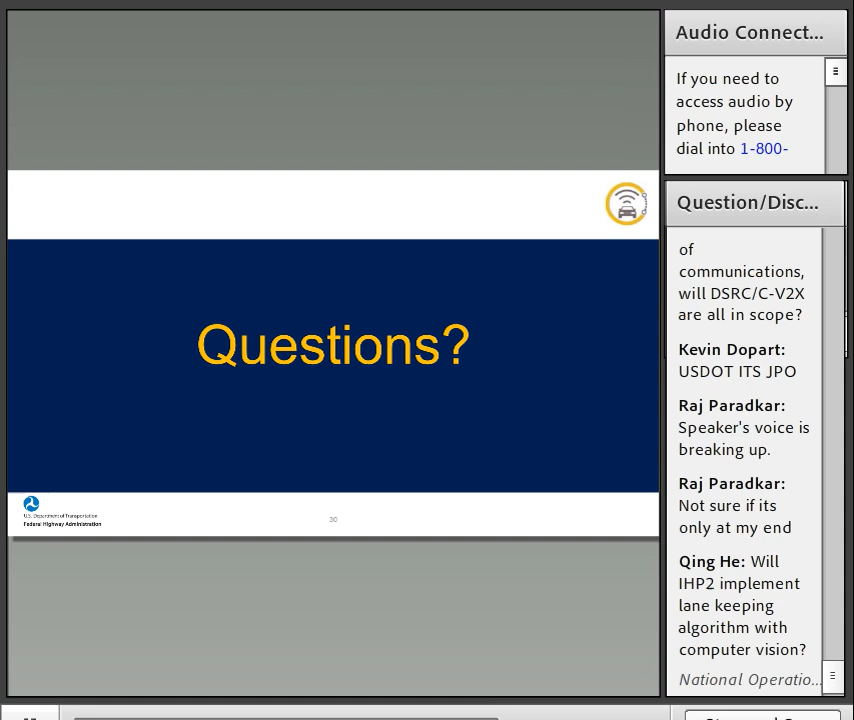 Audio Connect...
If you need to
access audio by
phone, please
dial into 1-800-
Question/Disc...
of
communications,
will DSRC/C-V2X
are all in scope?
Kevin Dopart:
USDOT ITS JPO
Raj Paradkar:
Speaker's voice is
breaking up.
Raj Paradkar:
Not sure if its
only at my end
Qing He: Will
IHP2 implement
lane keeping
algorithm with
computer vision?
National Operatio...
Questions?
U.S. Department of Transportation
Federal Highway Administration
30